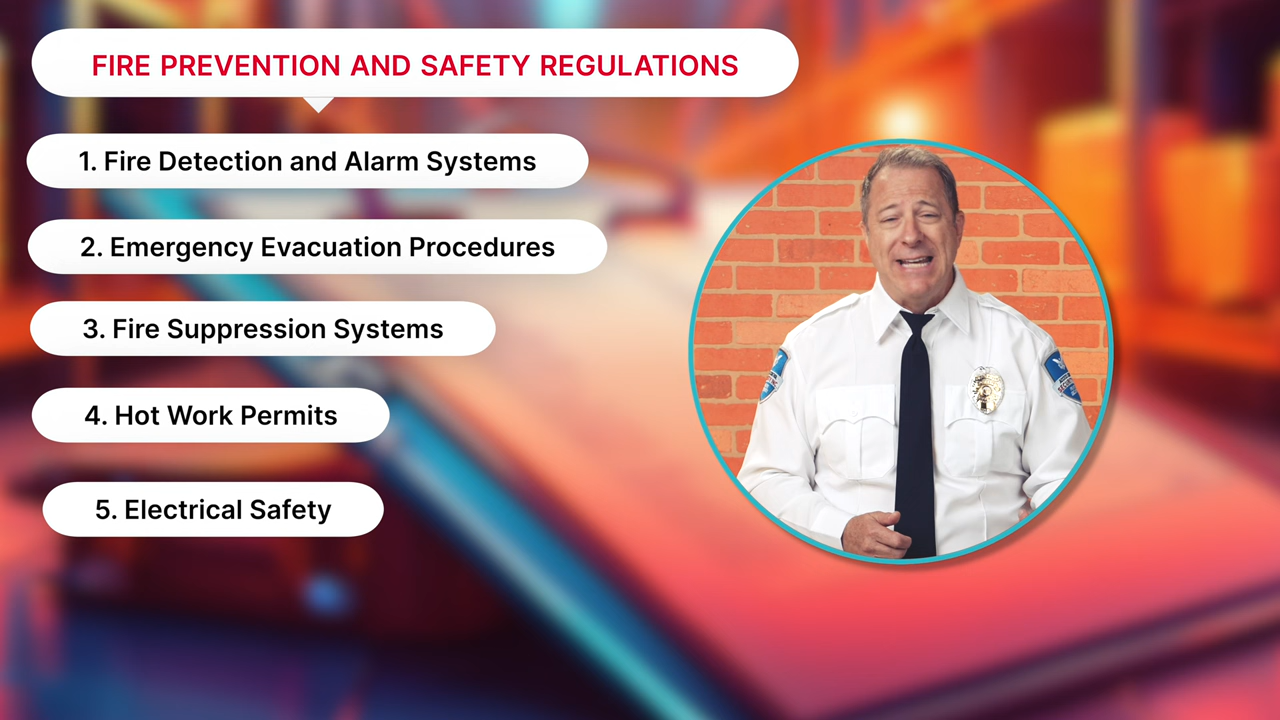 FIRE PREVENTION AND SAFETY REGULATIONS
1. Fire Detection and Alarm Systems
2. Emergency Evacuation Procedures
3. Fire Suppression Systems
4. Hot Work Permits
5. Electrical Safety